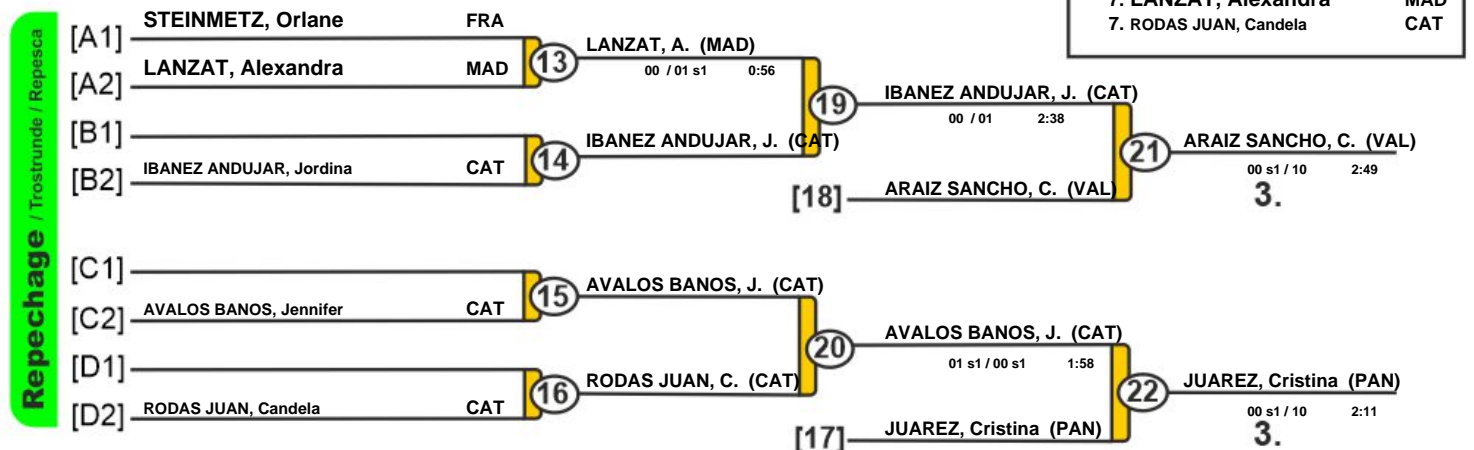 7. LANZAT, Alexandra MAD
7. RODAS JUAN, Candela CAT
Repechage / Trostrunde / Repesca
[A1] STEINMETZ, Orlane FRA
[A2] LANZAT, Alexandra MAD
13 LANZAT, A. (MAD)
00 / 01 s1 0:56
[B1]
[B2] IBANEZ ANDUJAR, Jordina CAT
14 IBANEZ ANDUJAR, J. (CAT)
19 IBANEZ ANDUJAR, J. (CAT)
00 / 01 2:38
[18] ARAIZ SANCHO, C. (VAL)
21 ARAIZ SANCHO, C. (VAL)
00 s1 / 10 2:49
3.
[C1]
[C2] AVALOS BANOS, Jennifer CAT
15 AVALOS BANOS, J. (CAT)
[D1]
[D2] RODAS JUAN, Candela CAT
16 RODAS JUAN, C. (CAT)
20 AVALOS BANOS, J. (CAT)
01 s1 / 00 s1 1:58
[17] JUAREZ, Cristina (PAN)
22 JUAREZ, Cristina (PAN)
00 s1 / 10 2:11
3.